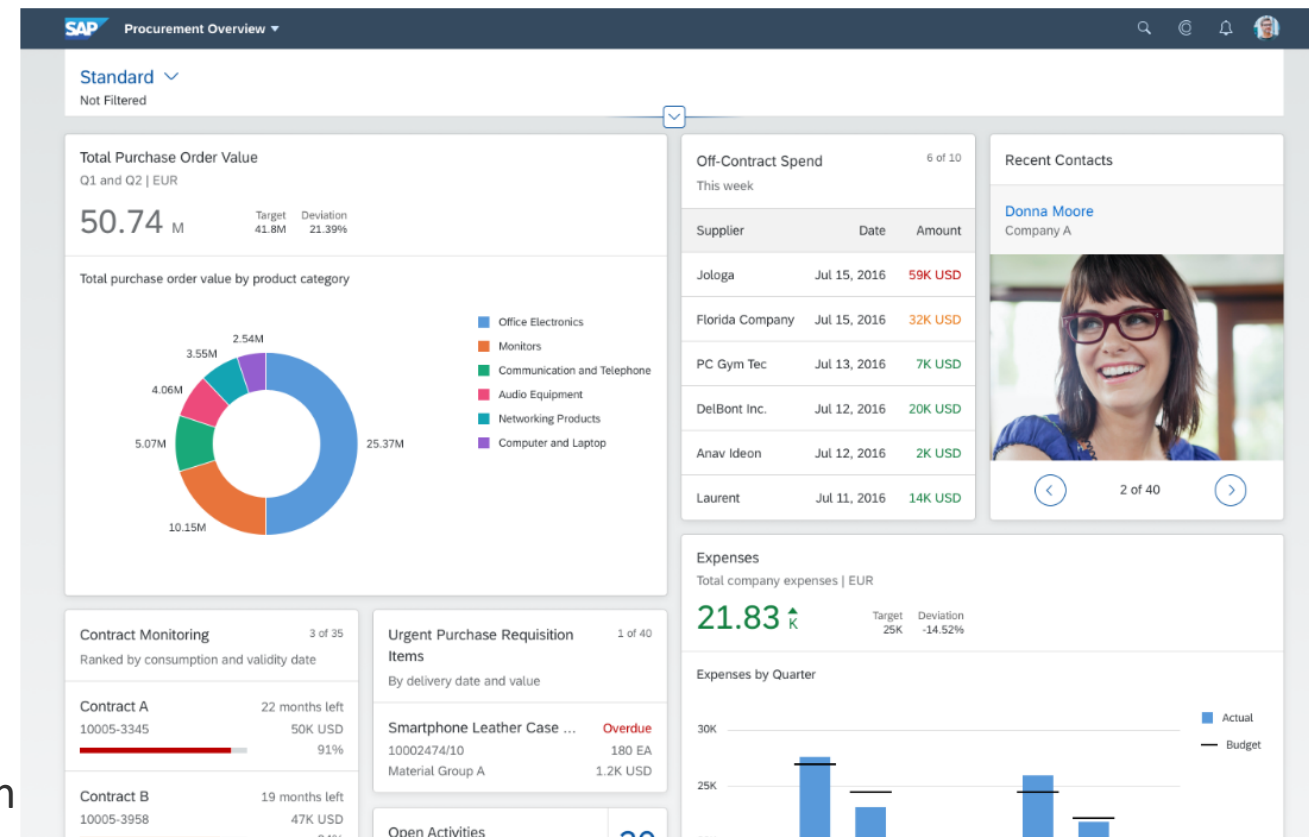 SAP Procurement Overview
Standard
Not Filtered
Total Purchase Order Value
Q1 and Q2 | EUR
50.74 M
Target Deviation
41.8M 21.39%
Total purchase order value by product category
2.54M
3.55M
4.06M
5.07M
25.37M
10.15M
Office Electronics
Monitors
Communication and Telephone
Audio Equipment
Networking Products
Computer and Laptop
Off-Contract Spend 6 of 10
This week
Supplier Date Amount
Jologa Jul 15, 2016 59K USD
Florida Company Jul 15, 2016 32K USD
PC Gym Tec Jul 13, 2016 7K USD
DelBont Inc. Jul 12, 2016 20K USD
Anav Ideon Jul 12, 2016 2K USD
Laurent Jul 11, 2016 14K USD
Recent Contacts
Donna Moore
Company A
2 of 40
Contract Monitoring 3 of 35
Ranked by consumption and validity date
Contract A 22 months left
10005-3345 50K USD
91%
Contract B 19 months left
10005-3958 47K USD
Urgent Purchase Requisition 1 of 40
Items
By delivery date and value
Smartphone Leather Case ... Overdue
10002474/10 180 EA
Material Group A 1.2K USD
Open Activities
Expenses
Total company expenses | EUR
21.83 K
Target Deviation
25K -14.52%
Expenses by Quarter
Actual
Budget
30K
25K
n